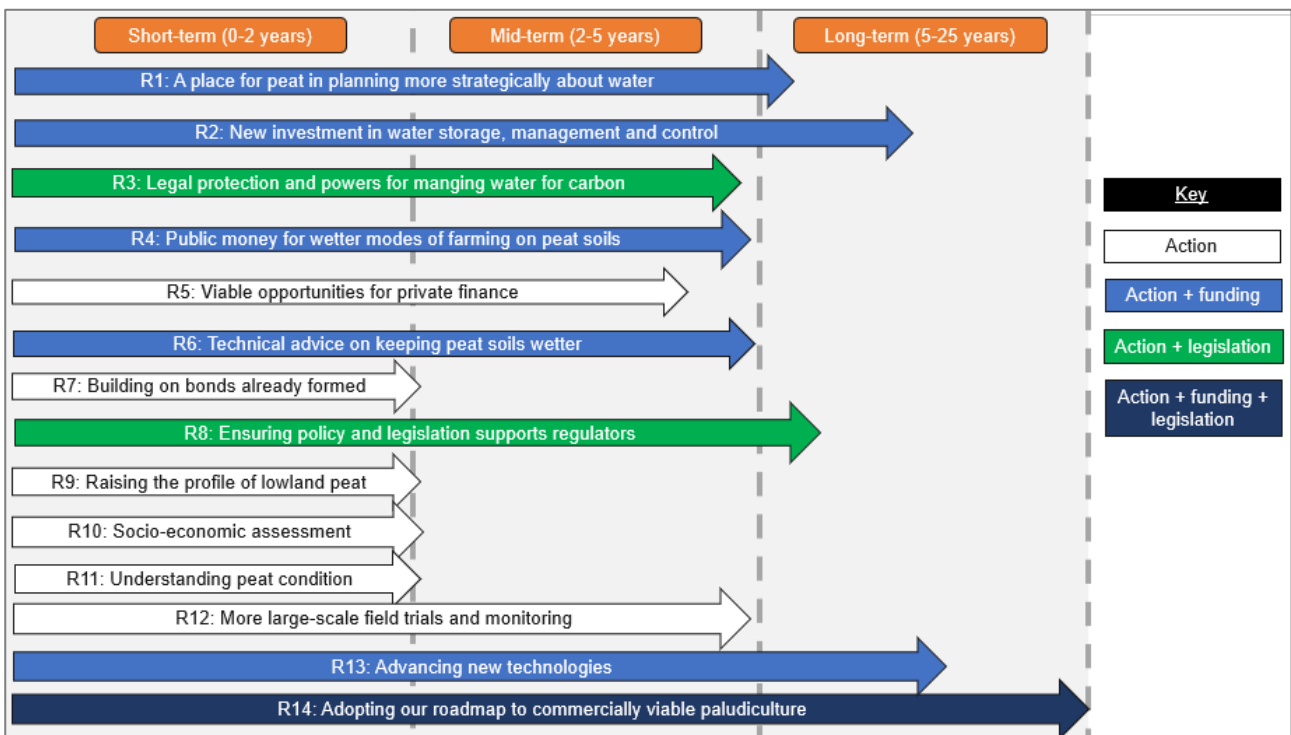 Short-term (0-2 years)
Mid-term (2-5 years)
Long-term (5-25 years)
R1: A place for peat in planning more strategically about water
R2: New investment in water storage, management and control
R3: Legal protection and powers for manging water for carbon
R4: Public money for wetter modes of farming on peat soils
R5: Viable opportunities for private finance
R6: Technical advice on keeping peat soils wetter
R7: Building on bonds already formed
R8: Ensuring policy and legislation supports regulators
R9: Raising the profile of lowland peat
R10: Socio-economic assessment
R11: Understanding peat condition
R12: More large-scale field trials and monitoring
R13: Advancing new technologies
R14: Adopting our roadmap to commercially viable paludiculture
Key
Action
Action + funding
Action + legislation
Action + funding +
legislation